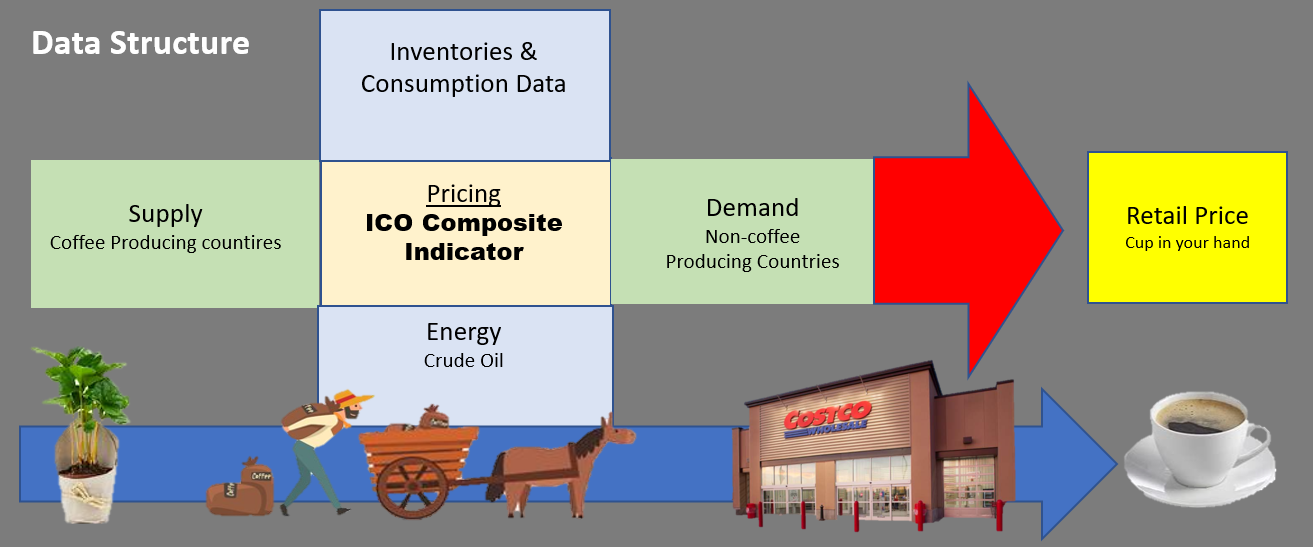 Data Structure
Inventories &
Consumption Data
Supply
Coffee Producing countires
Pricing
ICO Composite
Indicator
Demand
Non-coffee
Producing Countries
Retail Price
Cup in your hand
Energy
Crude Oil
Coffee
COSTCO
WHOLESALE